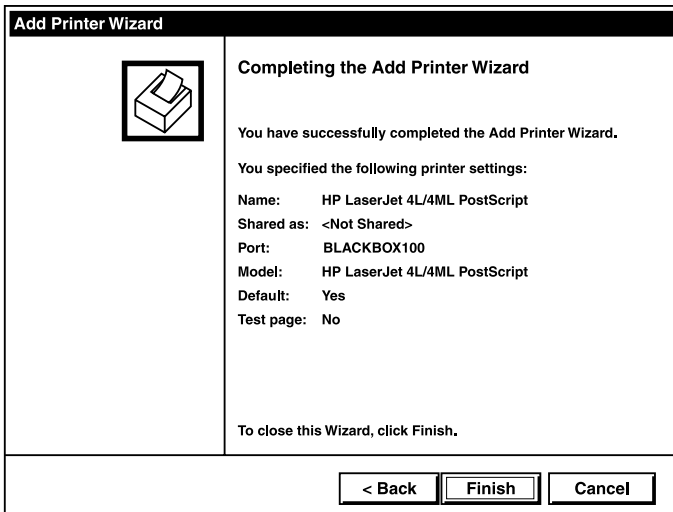 Add Printer Wizard
Completing the Add Printer Wizard
You have successfully completed the Add Printer Wizard.
You specified the following printer settings:
Name: HP LaserJet 4L/4ML PostScript
Shared as: <Not Shared>
Port: BLACKBOX100
Model: HP LaserJet 4L/4ML PostScript
Default: Yes
Test page: No
To close this Wizard, click Finish.
< Back Finish Cancel